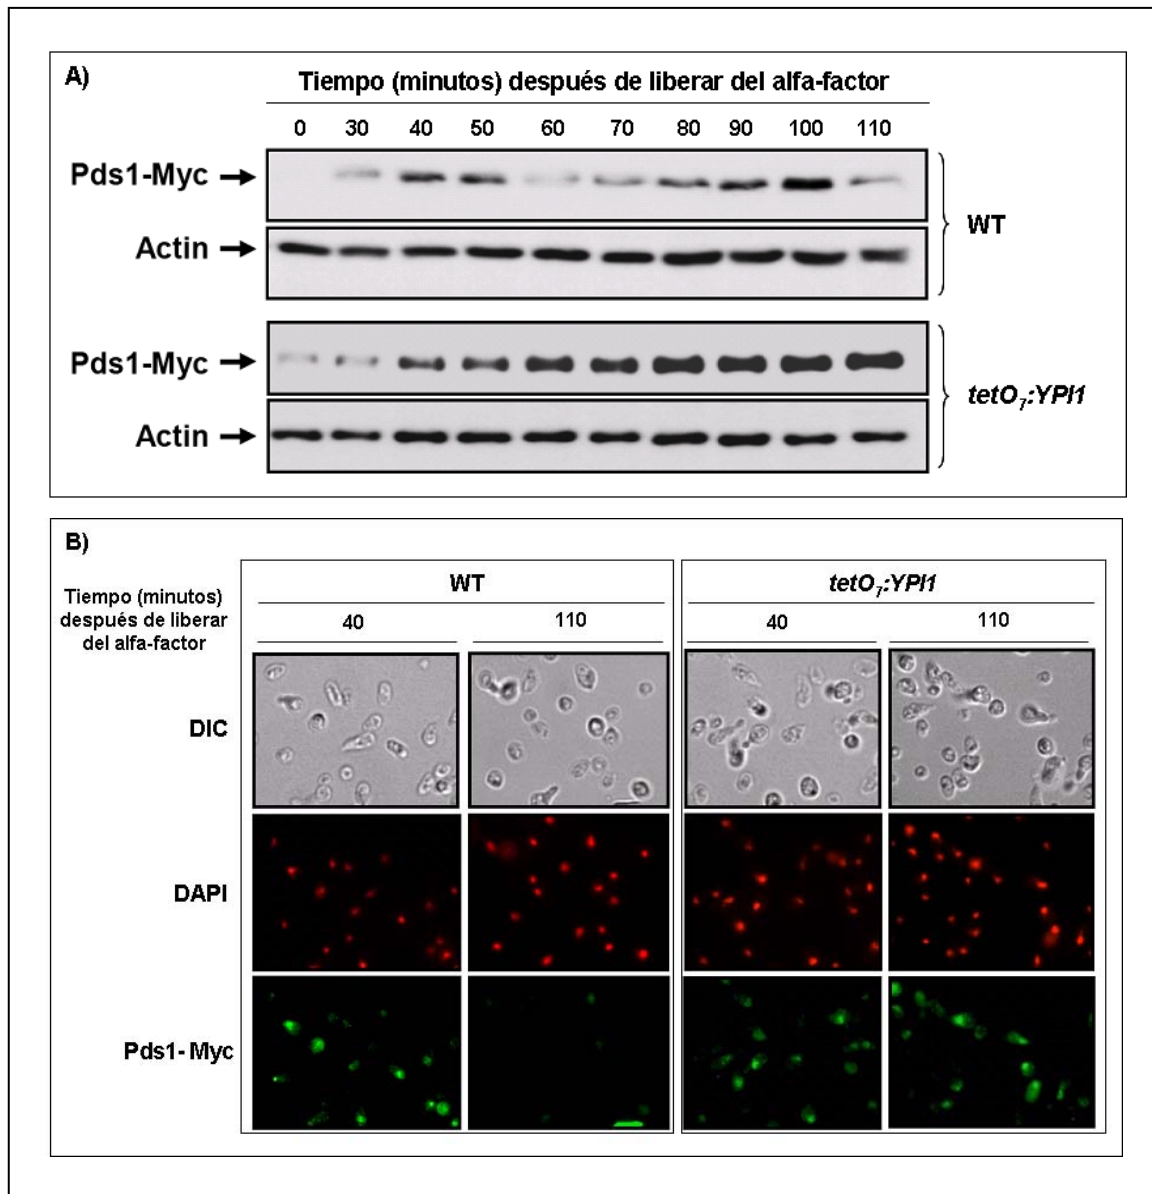 A)
Tiempo (minutos) después de liberar del alfa-factor
0 30 40 50 60 70 80 90 100 110
Pds1-Myc
Actin
WT
Pds1-Myc
Actin
tetO7:YPI1
B)
Tiempo (minutos)
después de liberar
del alfa-factor
WT
tetO7:YPI1
40 110 40 110
DIC
DAPI
Pds1- Myc